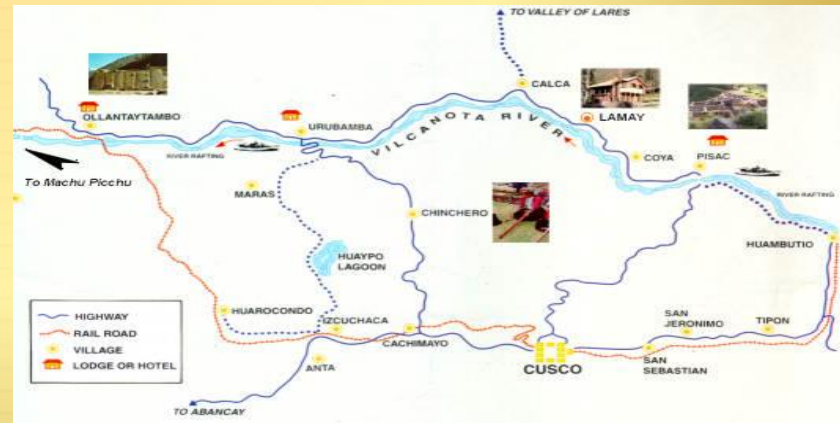 TO VALLEY OF LARES
CALCA
OLLANTAYTAMBO
LAMAY
URUBAMBA
VILCANOTA RIVER
COYA
PISAC
RIVER RAFTING
To Machu Picchu
MARAS
RIVER RAFTING
CHINCHERO
HUAMBUTIO
HUAYPO
LAGOON
HIGHWAY
RAIL ROAD
VILLAGE
LODGE OR HOTEL
HUAROCONDO
IZCUCHACA
CACHIMAYO
ANTA
SAN
JERONIMO
TIPON
CUSCO
SAN
SEBASTIAN
TO ABANCAY